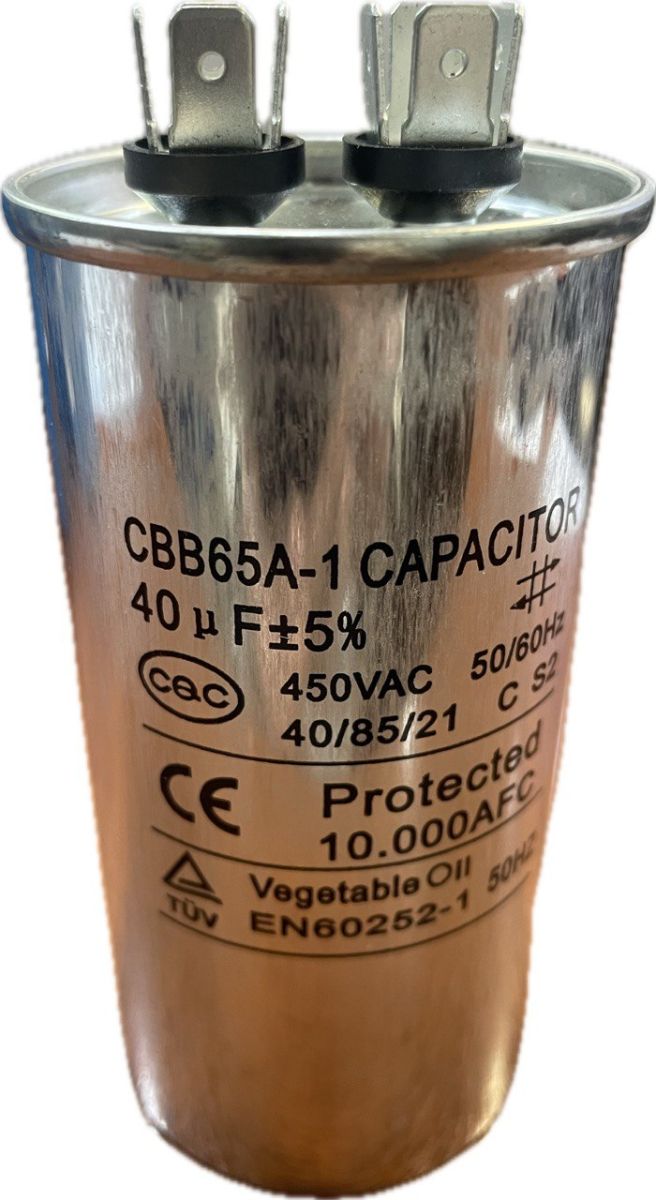 CBB65A-1 CAPACITOR
40 μF±5%
CQC 450VAC 50/60Hz
40/85/21 C S2
CE Protected
10.000AFC
TÜV Vegetable Oil 50HZ
EN60252-1